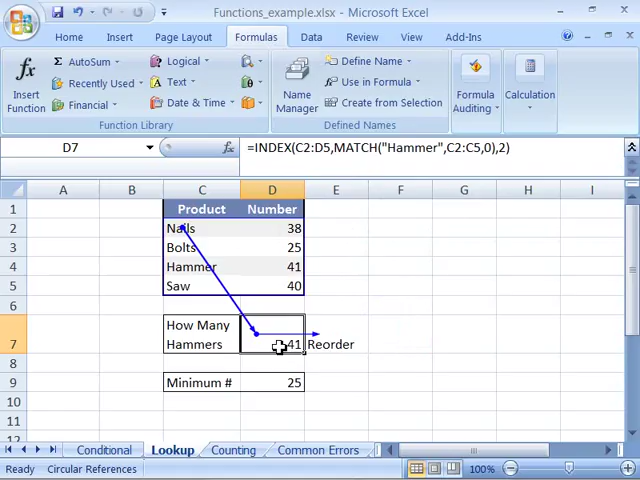 Functions_example.xlsx - Microsoft Excel
Home Insert Page Layout Formulas Data Review View Add-Ins
fx Σ AutoSum Logical Define Name
Recently Used A Text Use in Formula
Insert Function Financial Date & Time θ Name Manager Create from Selection Formula Auditing Calculation
Function Library Defined Names
D7 fx =INDEX(C2:D5,MATCH("Hammer",C2:C5,0),2)
A B C D E F G H I
1 Product Number
2 Nails 38
3 Bolts 25
4 Hammer 41
5 Saw 40
6 How Many
7 Hammers 41 Reorder
8
9 Minimum # 25
10
11
12
Conditional Lookup Counting Common Errors
Ready Circular References 100%